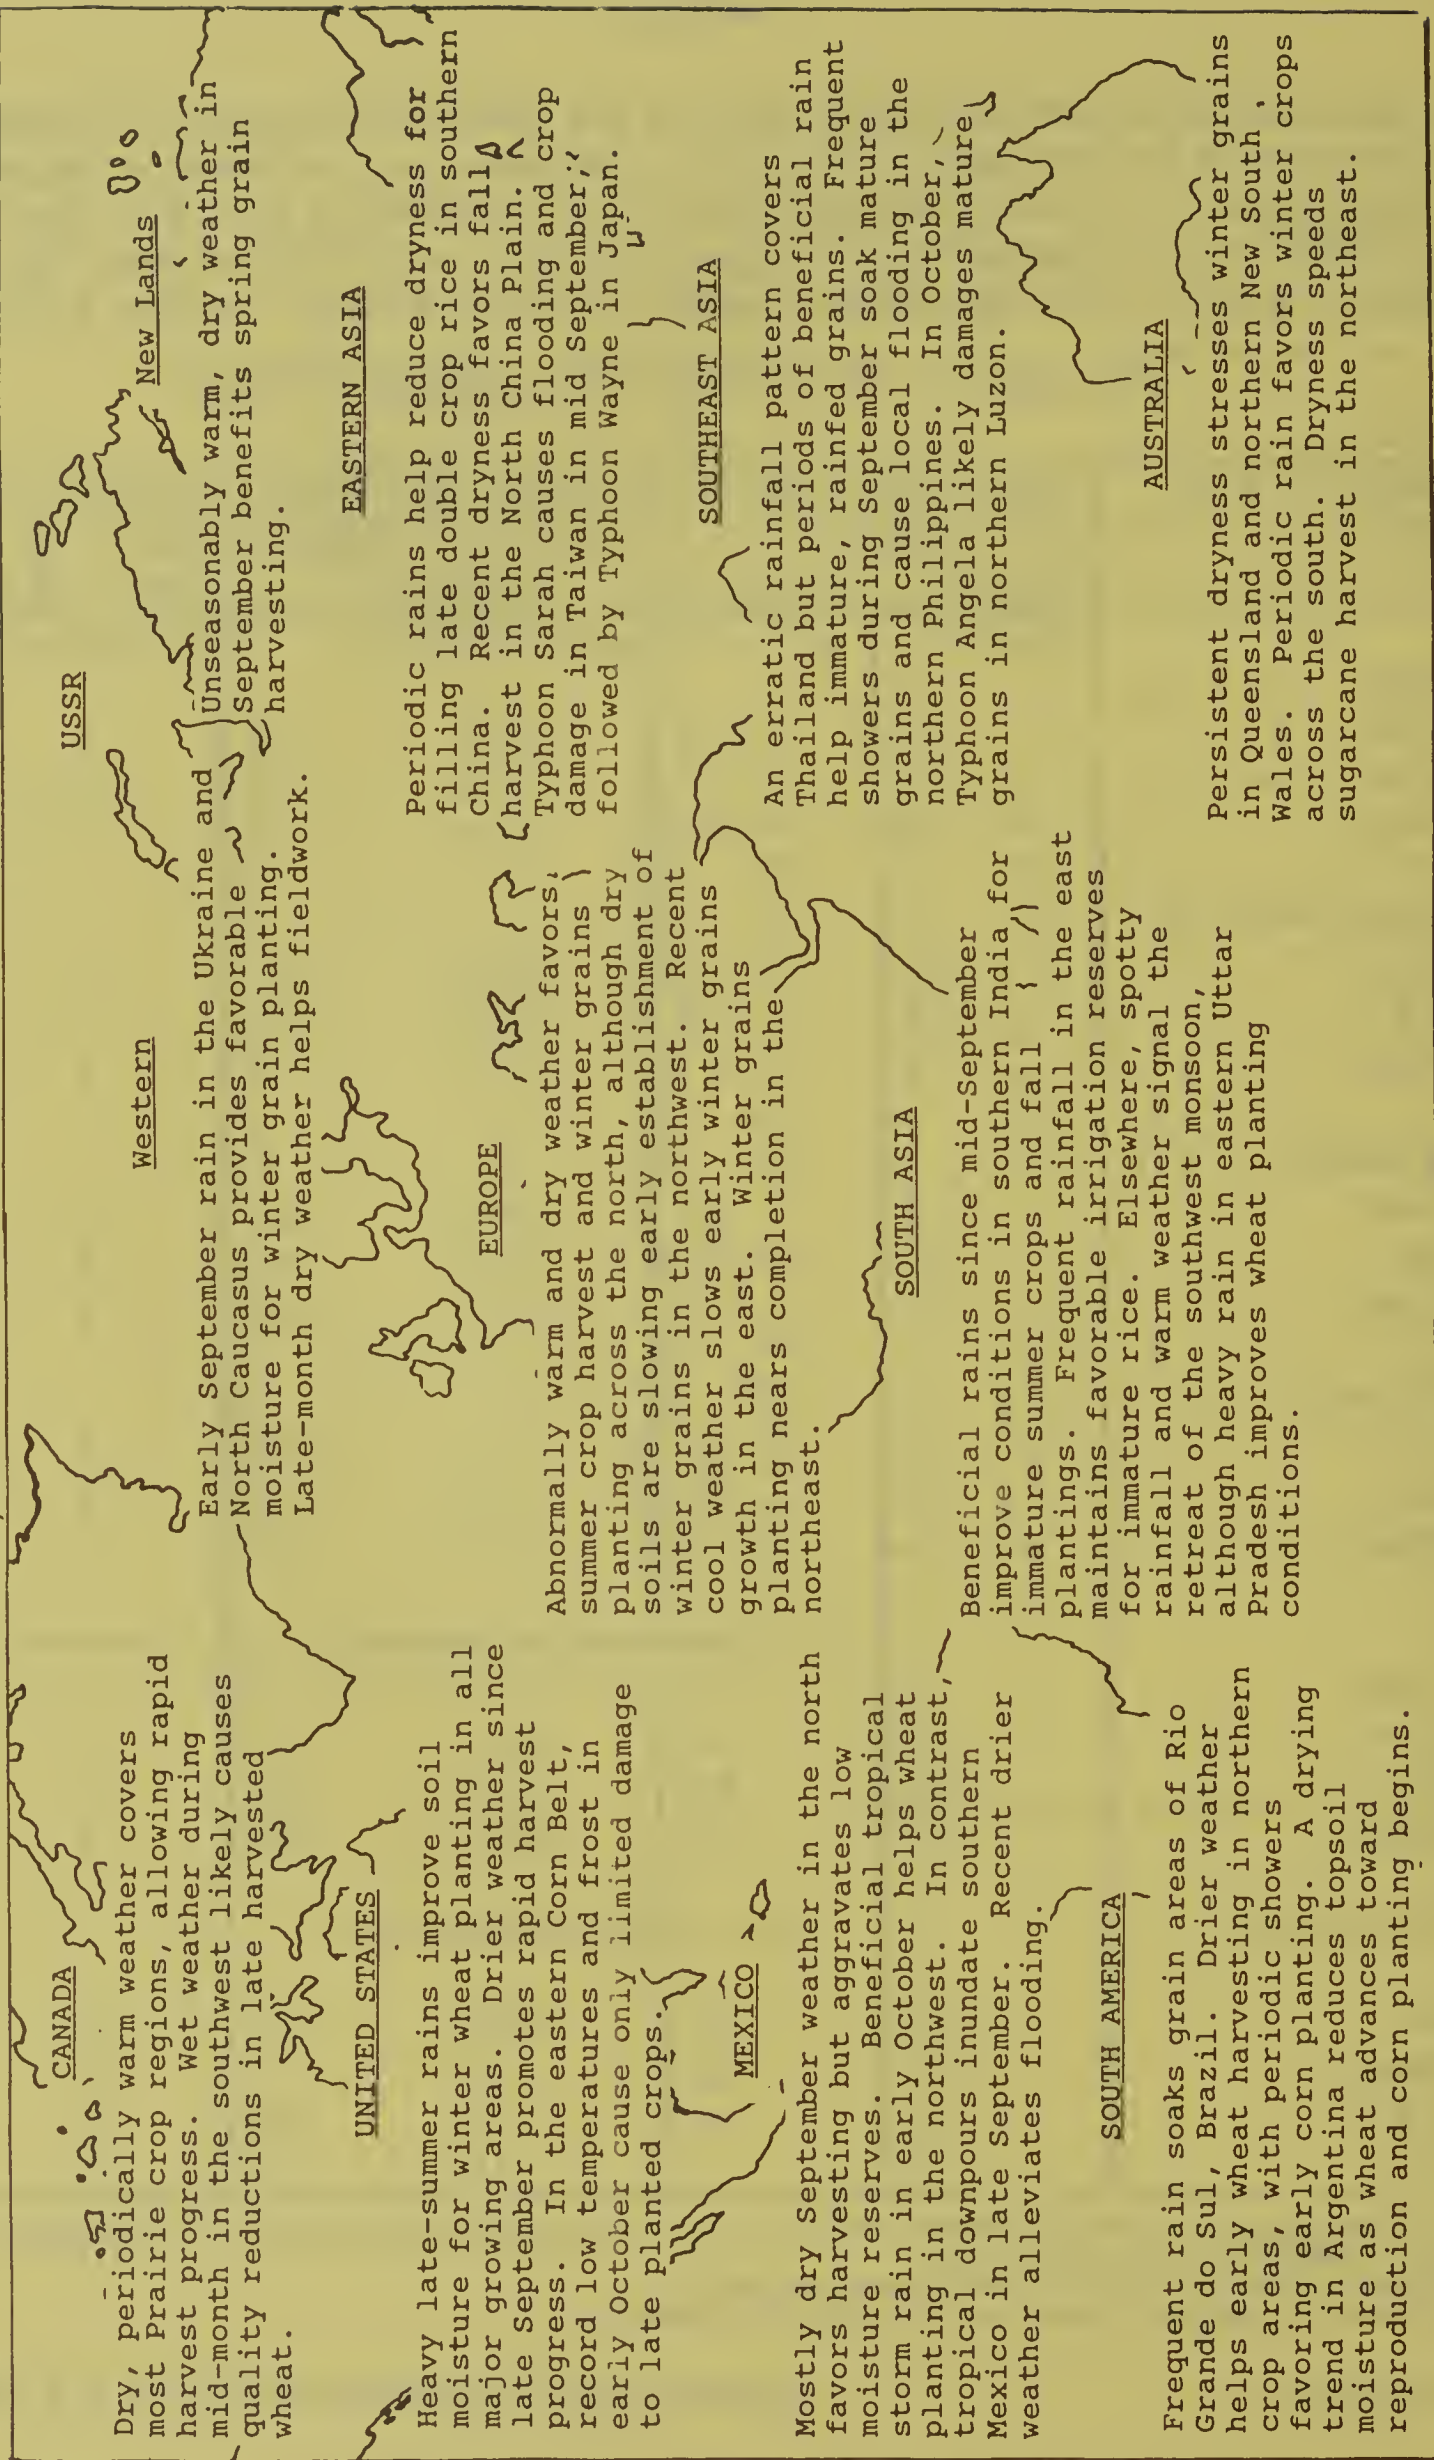 CANADA
Dry, periodically warm weather covers
most Prairie crop regions, allowing rapid
harvest progress. Wet weather during
mid-month in the southwest likely causes
quality reductions in late harvested
wheat.
UNITED STATES
Heavy late-summer rains improve soil
moisture for winter wheat planting in all
major growing areas. Drier weather since
late September promotes rapid harvest
progress. In the eastern Corn Belt,
record low temperatures and frost in
early October cause only limited damage
to late planted crops.
MEXICO
Mostly dry September weather in the north
favors harvesting but aggravates low
moisture reserves. Beneficial tropical
storm rain in early October helps wheat
planting in the northwest. In contrast,
tropical downpours inundate southern
Mexico in late September. Recent drier
weather alleviates flooding.
SOUTH AMERICA
Frequent rain soaks grain areas of Rio
Grande do Sul, Brazil. Drier weather
helps early wheat harvesting in northern
crop areas, with periodic showers
favoring early corn planting. A drying
trend in Argentina reduces topsoil
moisture as wheat advances toward
reproduction and corn planting begins.
USSR
Western
Early September rain in the Ukraine and
North Caucasus provides favorable
moisture for winter grain planting.
Late-month dry weather helps fieldwork.
New Lands
Unseasonably warm, dry weather in
September benefits spring grain
harvesting.
EUROPE
Abnormally warm and dry weather favors
summer crop harvest and winter grains
planting across the north, although dry
soils are slowing early establishment of
winter grains in the northwest. Recent
cool weather slows early winter grains
growth in the east. Winter grains
planting nears completion in the
northeast.
SOUTH ASIA
Beneficial rains since mid-September
improve conditions in southern India for
immature summer crops and fall
plantings. Frequent rainfall in the east
maintains favorable irrigation reserves
for immature rice. Elsewhere, spotty
rainfall and warm weather signal the
retreat of the southwest monsoon,
although heavy rain in eastern Uttar
Pradesh improves wheat planting
conditions.
EASTERN ASIA
Periodic rains help reduce dryness for
filling late double crop rice in southern
China. Recent dryness favors fall
harvest in the North China Plain.
Typhoon Sarah causes flooding and crop
damage in Taiwan in mid September,
followed by Typhoon Wayne in Japan.
SOUTHEAST ASIA
An erratic rainfall pattern covers
Thailand but periods of beneficial rain
help immature, rainfed grains. Frequent
showers during September soak mature
grains and cause local flooding in the
northern Philippines. In October,
Typhoon Angela likely damages mature
grains in northern Luzon.
AUSTRALIA
Persistent dryness stresses winter grains
in Queensland and northern New South
Wales. Periodic rain favors winter crops
across the south. Dryness speeds
sugarcane harvest in the northeast.